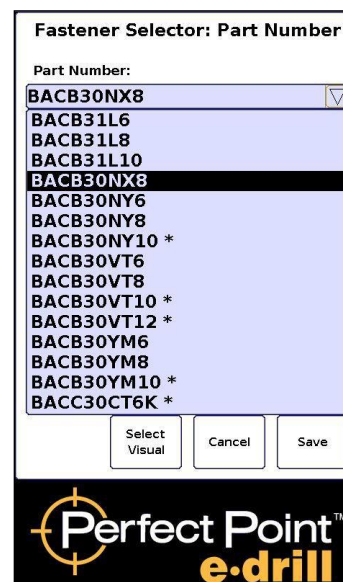 Fastener Selector: Part Number
Part Number:
BACB30NX8
BACB31L6
BACB31L8
BACB31L10
BACB30NX8
BACB30NY6
BACB30NY8
BACB30NY10 *
BACB30VT6
BACB30VT8
BACB30VT10 *
BACB30VT12 *
BACB30YM6
BACB30YM8
BACB30YM10 *
BACC30CT6K *
Select
Visual
Cancel
Save
Perfect Point™
e•drill